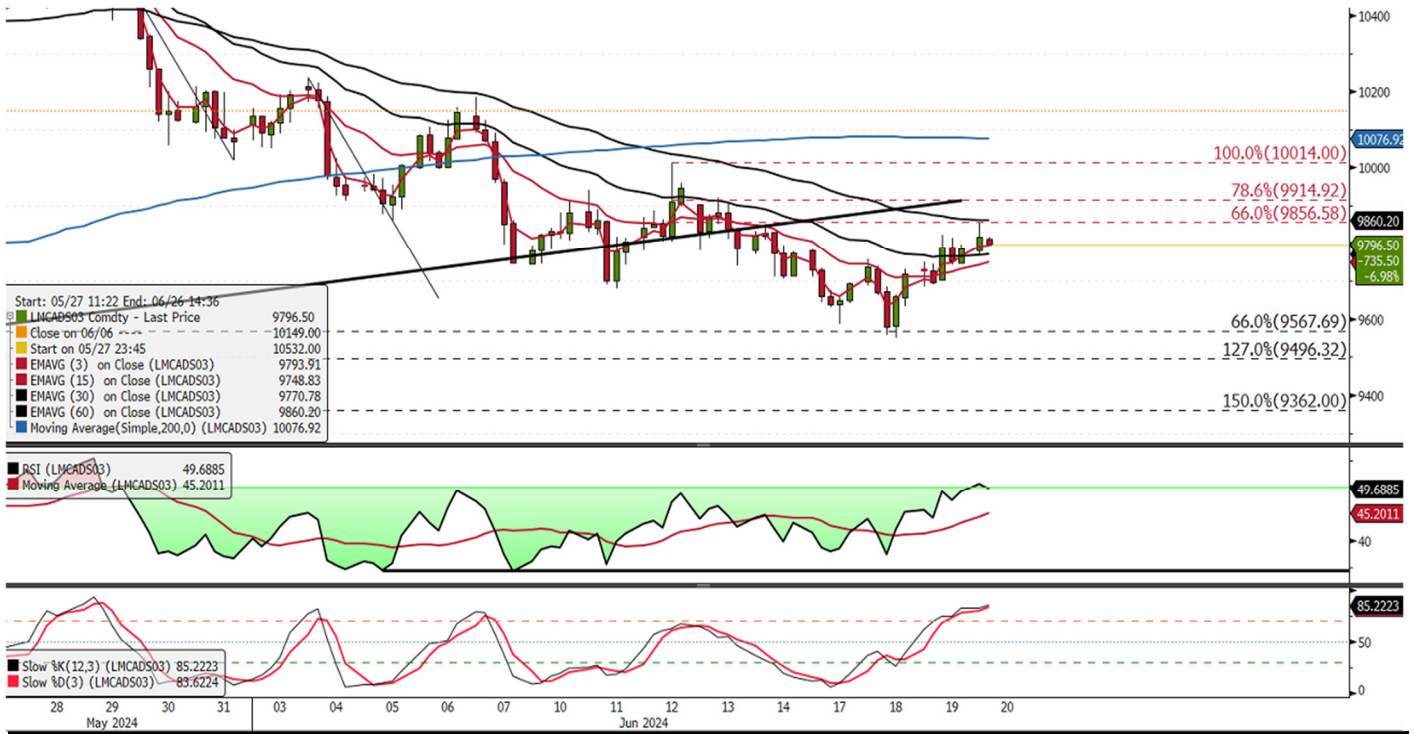 10400
10200
10076.92
100.0%(10014.00)
10000
78.6%(9914.92)
66.0%(9856.58)
9860.20
9796.50
-735.50
-6.98%
9600
66.0%(9567.69)
127.0%(9496.32)
9400
150.0%(9362.00)
Start: 05/27 11:22 End: 06/26 14:36
LMCADS03 Comdty - Last Price 9796.50
Close on 06/06 ---- 10149.00
Start on 05/27 23:45 10532.00
EMAVG (3) on Close (LMCADS03) 9793.91
EMAVG (15) on Close (LMCADS03) 9748.83
EMAVG (30) on Close (LMCADS03) 9770.78
EMAVG (60) on Close (LMCADS03) 9860.20
Moving Average(Simple,200,0) (LMCADS03) 10076.92
RSI (LMCADS03) 49.6885
Moving Average (LMCADS03) 45.2011
49.6885
45.2011
40
85.2223
50
0
Slow %K(12,3) (LMCADS03) 85.2223
Slow %D(3) (LMCADS03) 83.6224
28 29 30 31 03 04 05 06 07 10 11 12 13 14 17 18 19 20
May 2024 Jun 2024